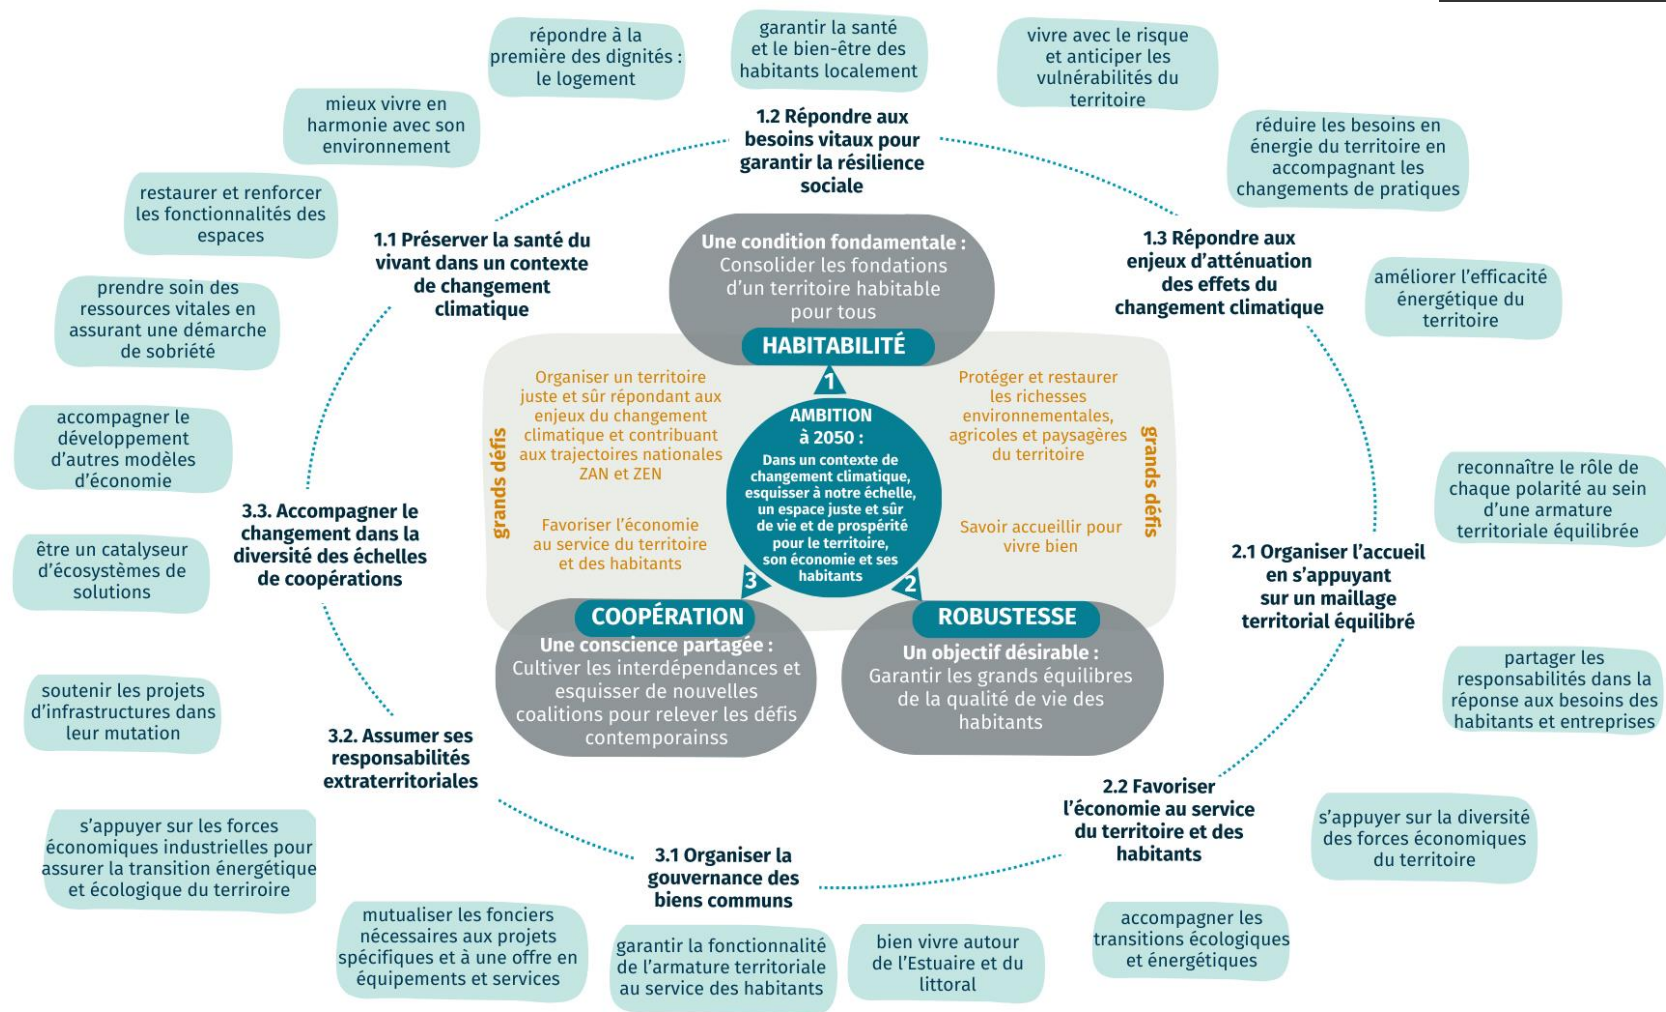 répondre à la
première des dignités :
le logement
garantir la santé
et le bien-être des
habitants localement
vivre avec le risque
et anticiper les
vulnérabilités du
territoire
mieux vivre en
harmonie avec son
environnement
1.2 Répondre aux
besoins vitaux pour
garantir la résilience
sociale
réduire les besoins en
énergie du territoire en
accompagnant les
changements de pratiques
restaurer et renforcer
les fonctionnalités des
espaces
1.1 Préserver la santé du
vivant dans un contexte
de changement
climatique
Une condition fondamentale :
Consolider les fondations
d'un territoire habitable
pour tous
HABITABILITÉ
1.3 Répondre aux
enjeux d'atténuation
des effets du
changement climatique
améliorer l'efficacité
énergétique du
territoire
prendre soin des
ressources vitales en
assurant une démarche
de sobriété
grands défis
Organiser un territoire
juste et sûr répondant aux
enjeux du changement
climatique et contribuant
aux trajectoires nationales
ZAN et ZEN
Favoriser l'économie
au service du territoire
et des habitants
1
AMBITION
à 2050 :
Dans un contexte de
changement climatique,
esquisser à notre échelle,
un espace juste et sûr
de vie et de prospérité
pour le territoire,
son économie et ses
habitants
3
2
Protéger et restaurer
les richesses
environnementales,
agricoles et paysagères
du territoire
Savoir accueillir pour
vivre bien
grands défis
accompagner le
développement
d'autres modèles
d'économie
3.3. Accompagner le
changement dans la
diversité des échelles
de coopérations
reconnaître le rôle de
chaque polarité au sein
d'une armature
territoriale équilibrée
être un catalyseur
d'écosystèmes de
solutions
2.1 Organiser l'accueil
en s'appuyant
sur un maillage
territorial équilibré
COOPÉRATION
Une conscience partagée :
Cultiver les interdépendances et
esquisser de nouvelles
coalitions pour relever les défis
contemporainss
ROBUSTESSE
Un objectif désirable :
Garantir les grands équilibres
de la qualité de vie des
habitants
partager les
responsabilités dans la
réponse aux besoins des
habitants et entreprises
soutenir les projets
d'infrastructures dans
leur mutation
3.2. Assumer ses
responsabilités
extraterritoriales
2.2 Favoriser
l'économie au service
du territoire et des
habitants
s'appuyer sur la diversité
des forces économiques
du territoire
s'appuyer sur les forces
économiques industrielles pour
assurer la transition énergétique
et écologique du terriroire
3.1 Organiser la
gouvernance des
biens communs
mutualiser les fonciers
nécessaires aux projets
spécifiques et à une offre en
équipements et services
garantir la fonctionnalité
de l'armature territoriale
au service des habitants
bien vivre autour
de l'Estuaire et du
littoral
accompagner les
transitions écologiques
et énergétiques